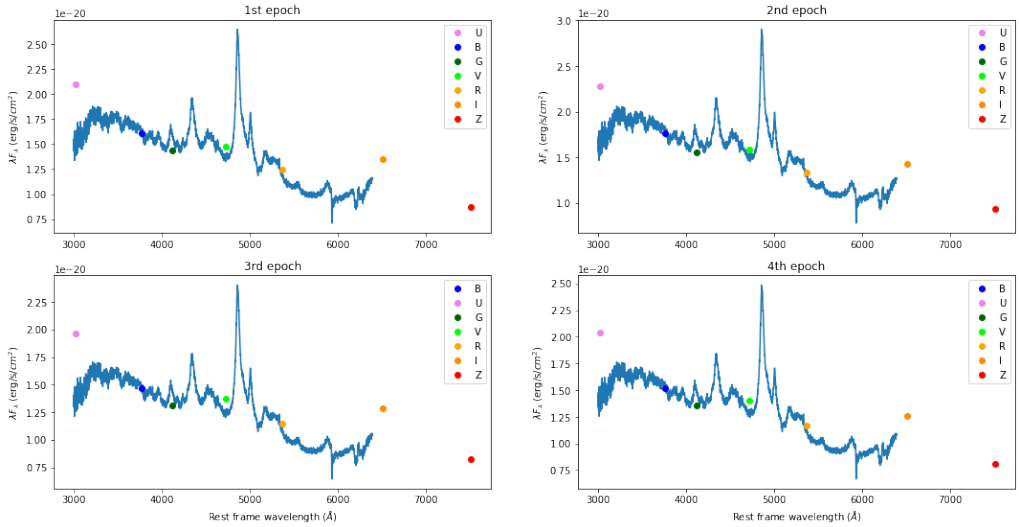 1st epoch
1e−20
λFλ (erg/s/cm²)
2.50
2.25
2.00
1.75
1.50
1.25
1.00
0.75
3000
4000
5000
6000
7000
U
B
G
V
R
I
Z
2nd epoch
1e−20
λFλ (erg/s/cm²)
3.0
2.5
2.0
1.5
1.0
3000
4000
5000
6000
7000
U
B
G
V
R
I
Z
3rd epoch
1e−20
λFλ (erg/s/cm²)
2.25
2.00
1.75
1.50
1.25
1.00
0.75
3000
4000
5000
6000
7000
Rest frame wavelength (Å)
B
U
G
V
R
I
Z
4th epoch
1e−20
λFλ (erg/s/cm²)
2.50
2.25
2.00
1.75
1.50
1.25
1.00
0.75
3000
4000
5000
6000
7000
Rest frame wavelength (Å)
B
U
G
V
R
I
Z